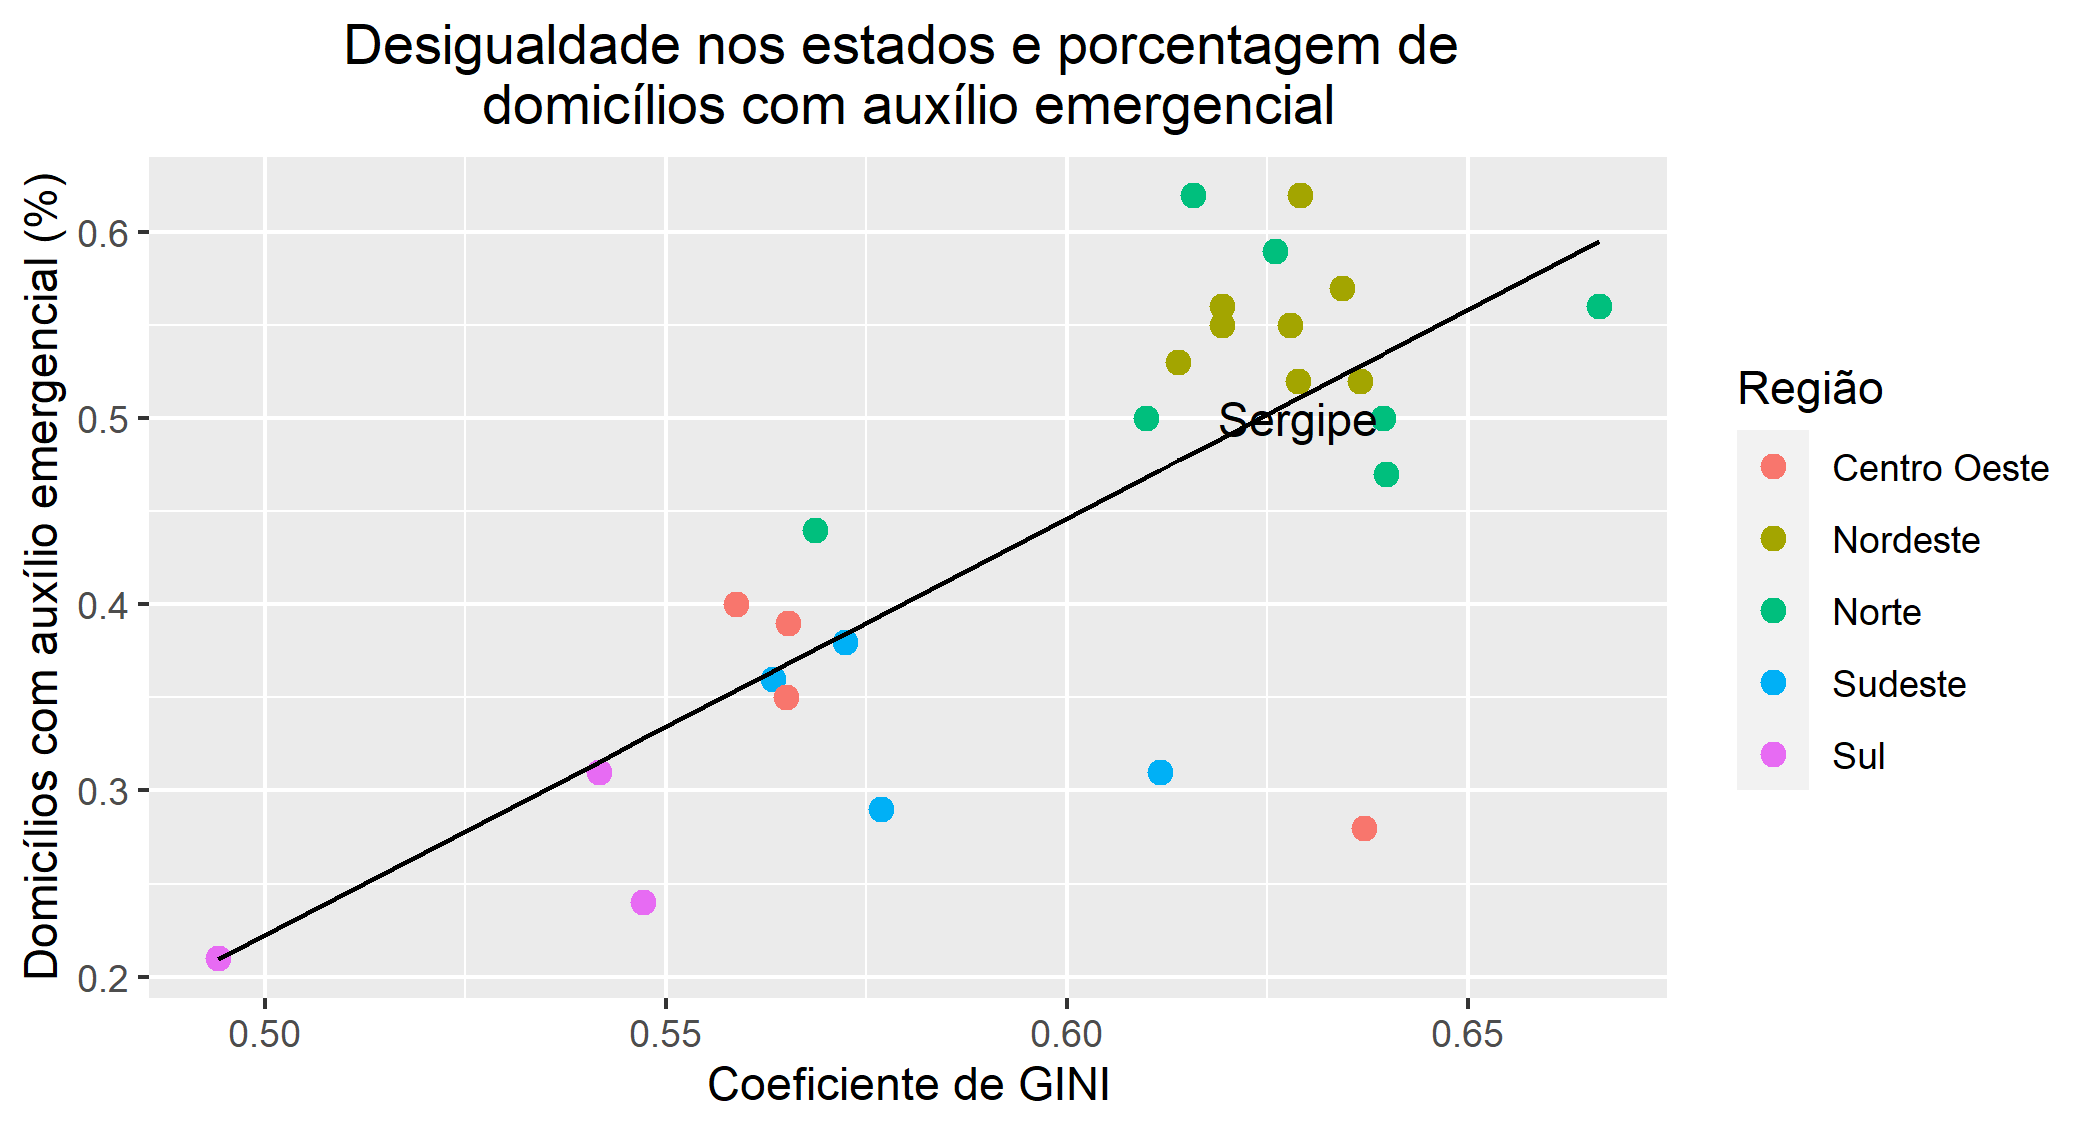 Desigualdade nos estados e porcentagem de
domicílios com auxílio emergencial
Domicílios com auxílio emergencial (%)
0.6
0.5
0.4
0.3
0.2
Sergipe
0.50
0.55
0.60
0.65
Coeficiente de GINI
Região
Centro Oeste
Nordeste
Norte
Sudeste
Sul